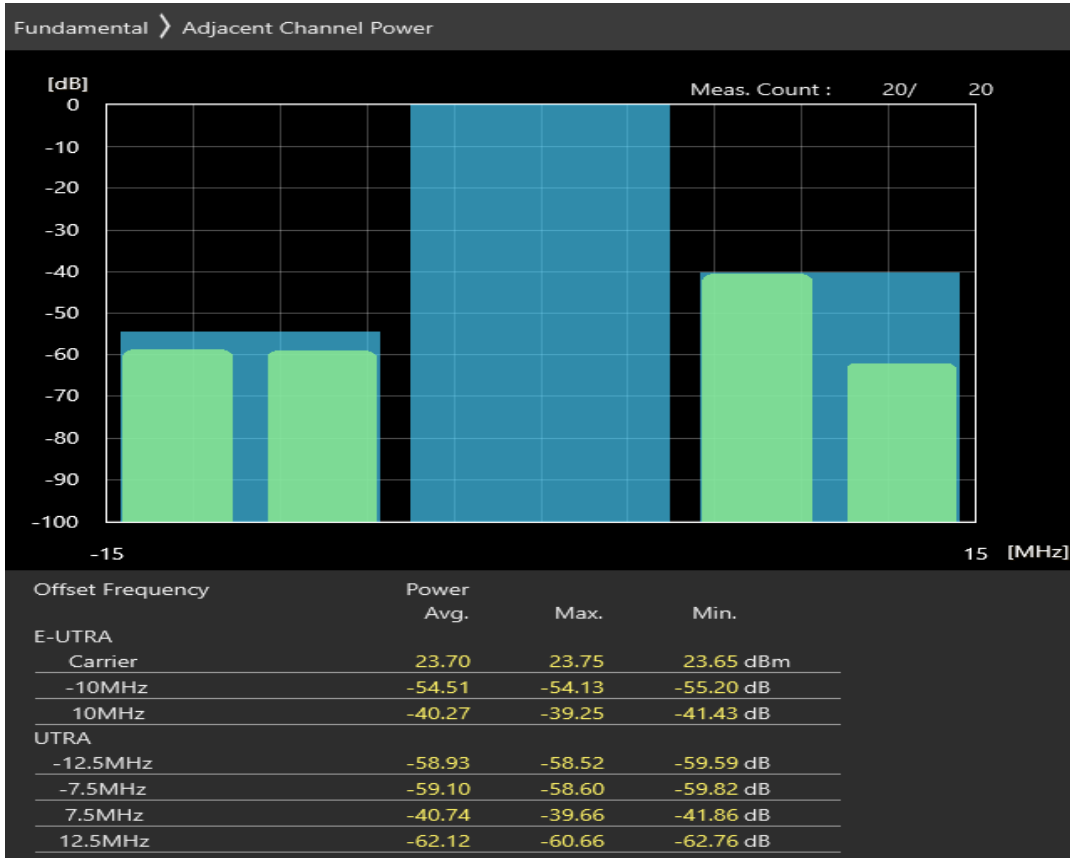 Fundamental 〉 Adjacent Channel Power
[dB]
Meas. Count : 20/ 20
0
-10
-20
-30
-40
-50
-60
-70
-80
-90
-100
-15 15 [MHz]
Offset Frequency Power
Avg. Max. Min.
E-UTRA
Carrier 23.70 23.75 23.65 dBm
-10MHz -54.51 -54.13 -55.20 dB
10MHz -40.27 -39.25 -41.43 dB
UTRA
-12.5MHz -58.93 -58.52 -59.59 dB
-7.5MHz -59.10 -58.60 -59.82 dB
7.5MHz -40.74 -39.66 -41.86 dB
12.5MHz -62.12 -60.66 -62.76 dB